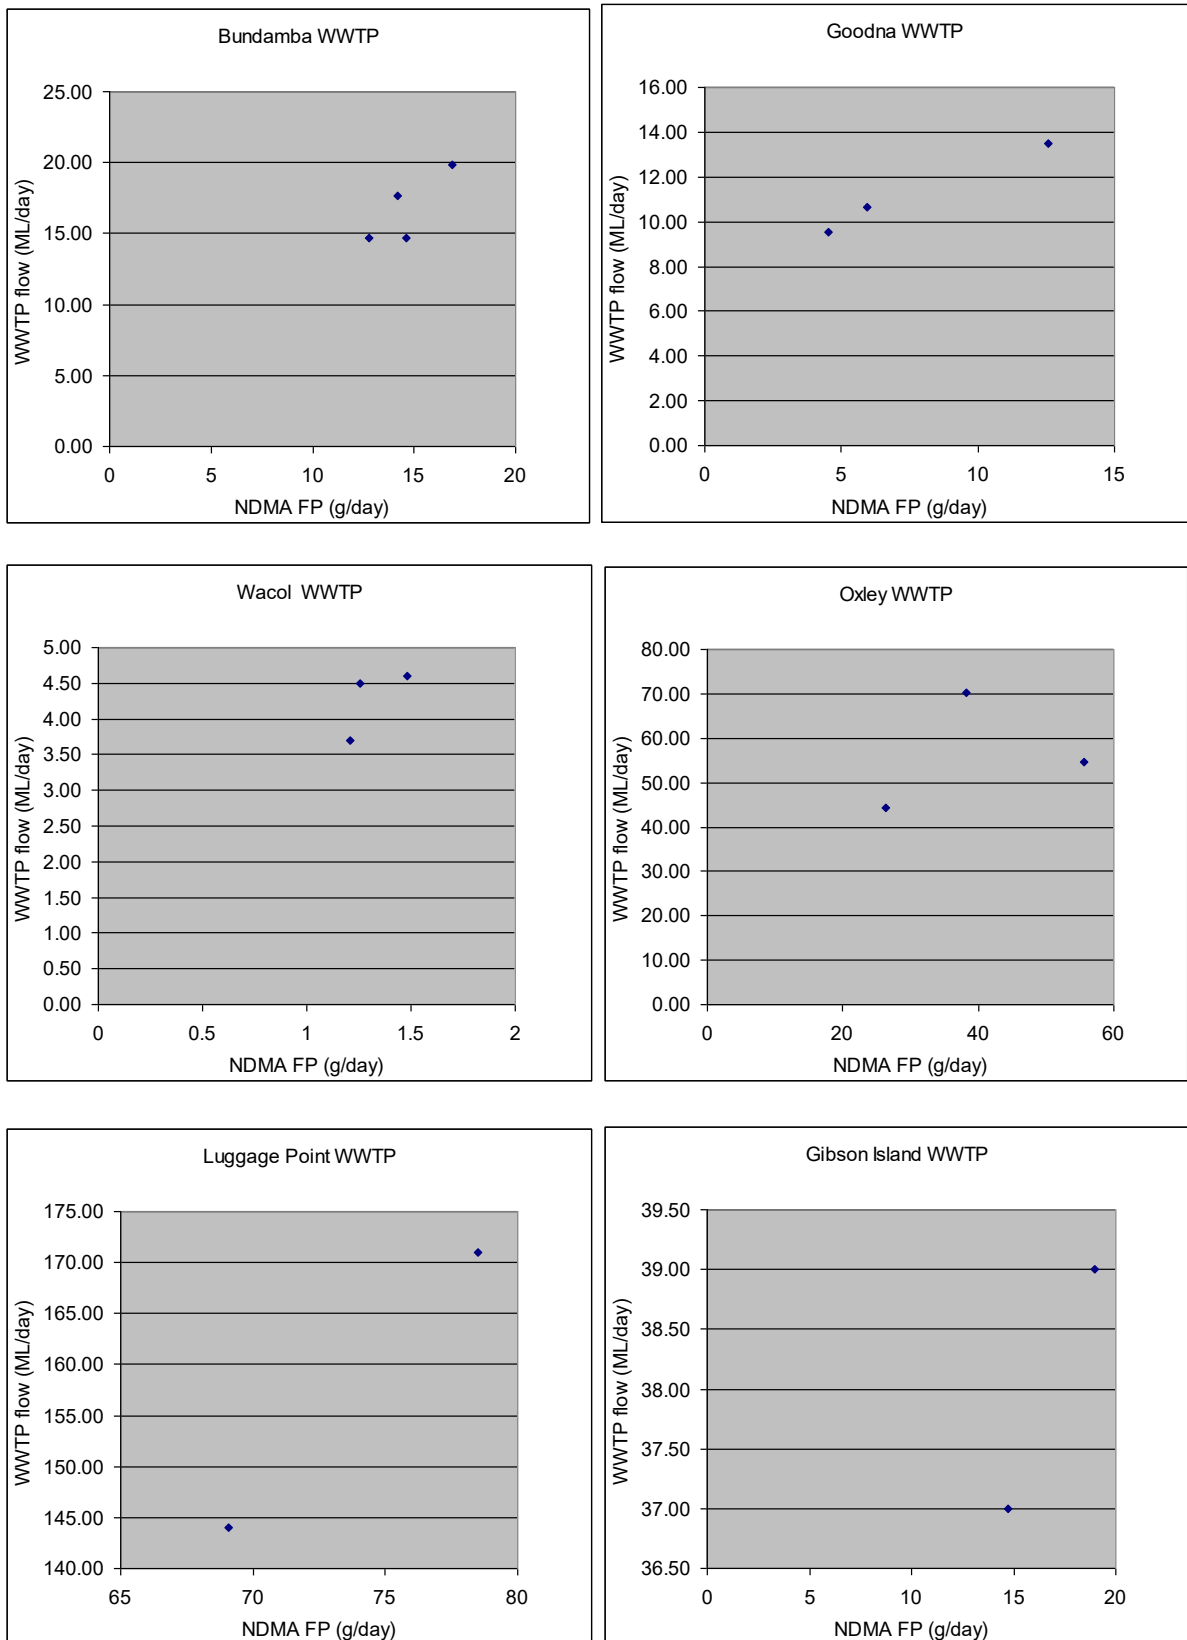 Bundamba WWTP
25.00
20.00
15.00
10.00
5.00
0.00
0 5 10 15 20
NDMA FP (g/day)
WWTP flow (ML/day)
Goodna WWTP
16.00
14.00
12.00
10.00
8.00
6.00
4.00
2.00
0.00
0 5 10 15
NDMA FP (g/day)
WWTP flow (ML/day)
Wacol WWTP
5.00
4.50
4.00
3.50
3.00
2.50
2.00
1.50
1.00
0.50
0.00
0 0.5 1 1.5 2
NDMA FP (g/day)
WWTP flow (ML/day)
Oxley WWTP
80.00
70.00
60.00
50.00
40.00
30.00
20.00
10.00
0.00
0 20 40 60
NDMA FP (g/day)
WWTP flow (ML/day)
Luggage Point WWTP
175.00
170.00
165.00
160.00
155.00
150.00
145.00
140.00
65 70 75 80
NDMA FP (g/day)
WWTP flow (ML/day)
Gibson Island WWTP
39.50
39.00
38.50
38.00
37.50
37.00
36.50
0 5 10 15 20
NDMA FP (g/day)
WWTP flow (ML/day)